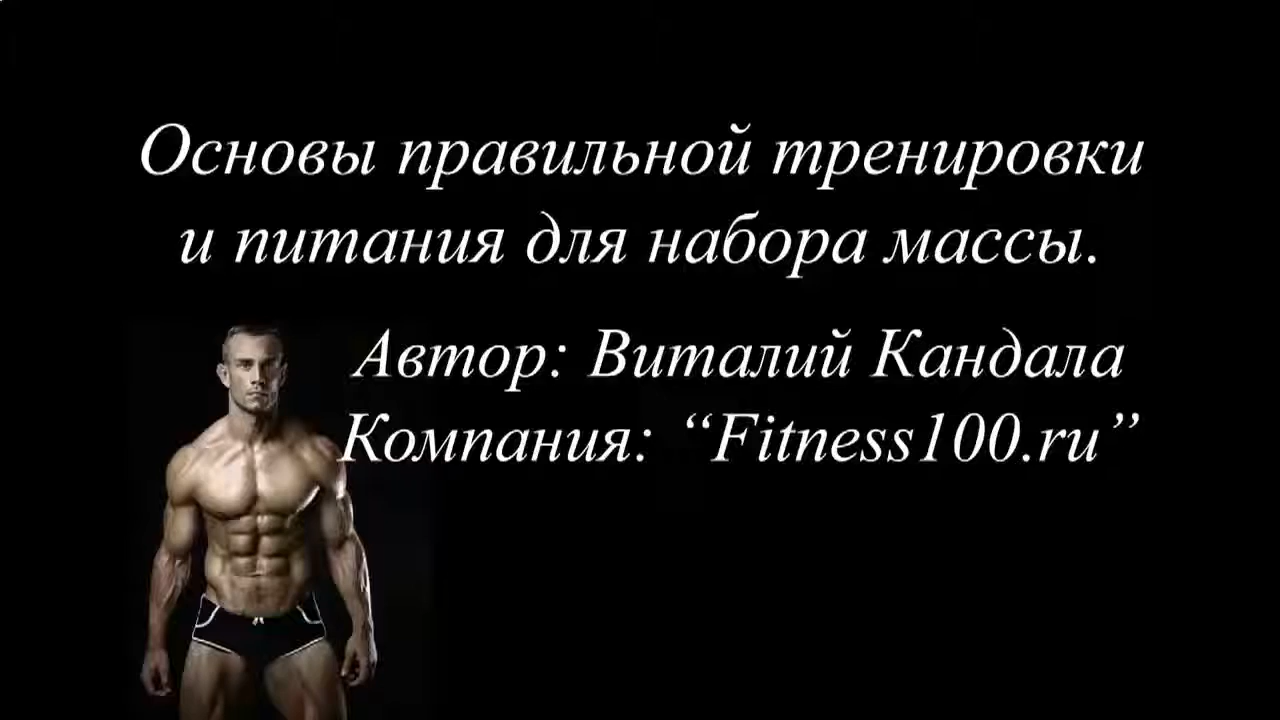 Основы правильной тренировки
и питания для набора массы.
Автор: Виталий Кандала
Компания: “Fitness100.ru”